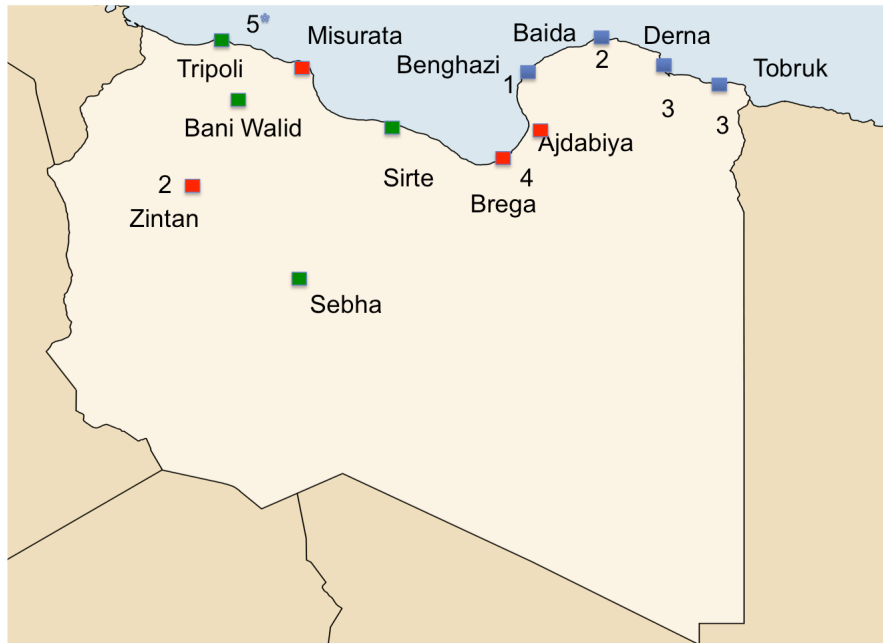 5*
Misurata
Baida
Derna
Tripoli
Benghazi
1
2
Tobruk
Bani Walid
3
3
Ajdabiya
2
Zintan
Sirte
4
Brega
Sebha